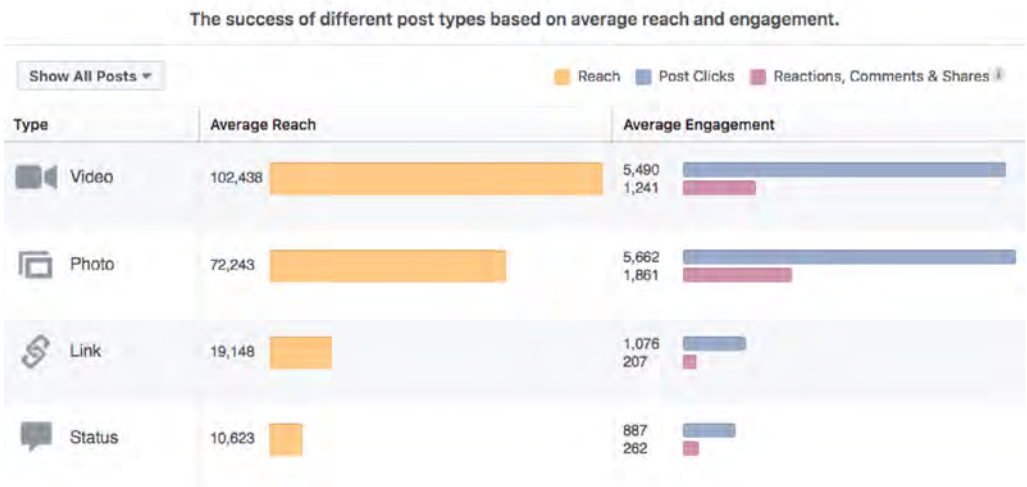 The success of different post types based on average reach and engagement.
Show All Posts
Reach Post Clicks Reactions, Comments & Shares i
Type Average Reach Average Engagement
Video 102,438 5,490
1,241
Photo 72,243 5,662
1,861
Link 19,148 1,076
207
Status 10,623 887
262